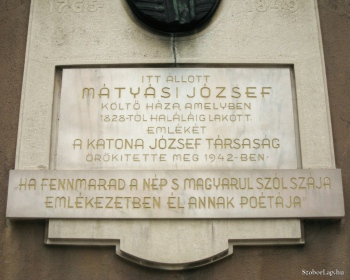 1765- 1849
ITT ÁLLOTT
MÁTYÁSI JÓZSEF
KÖLTŐ HÁZA, AMELYBEN
1828-TÓL HALÁLÁIG LAKOTT.
EMLÉKÉT
A KATONA JÓZSEF TÁRSASÁG
ÖRÖKITETTE MEG 1942-BEN
"HA FENNMARAD A NÉP S MAGYARUL SZÓL SZÁJA
EMLÉKEZETBEN ÉL ANNAK POÉTÁJA"
SzoborLap.hu